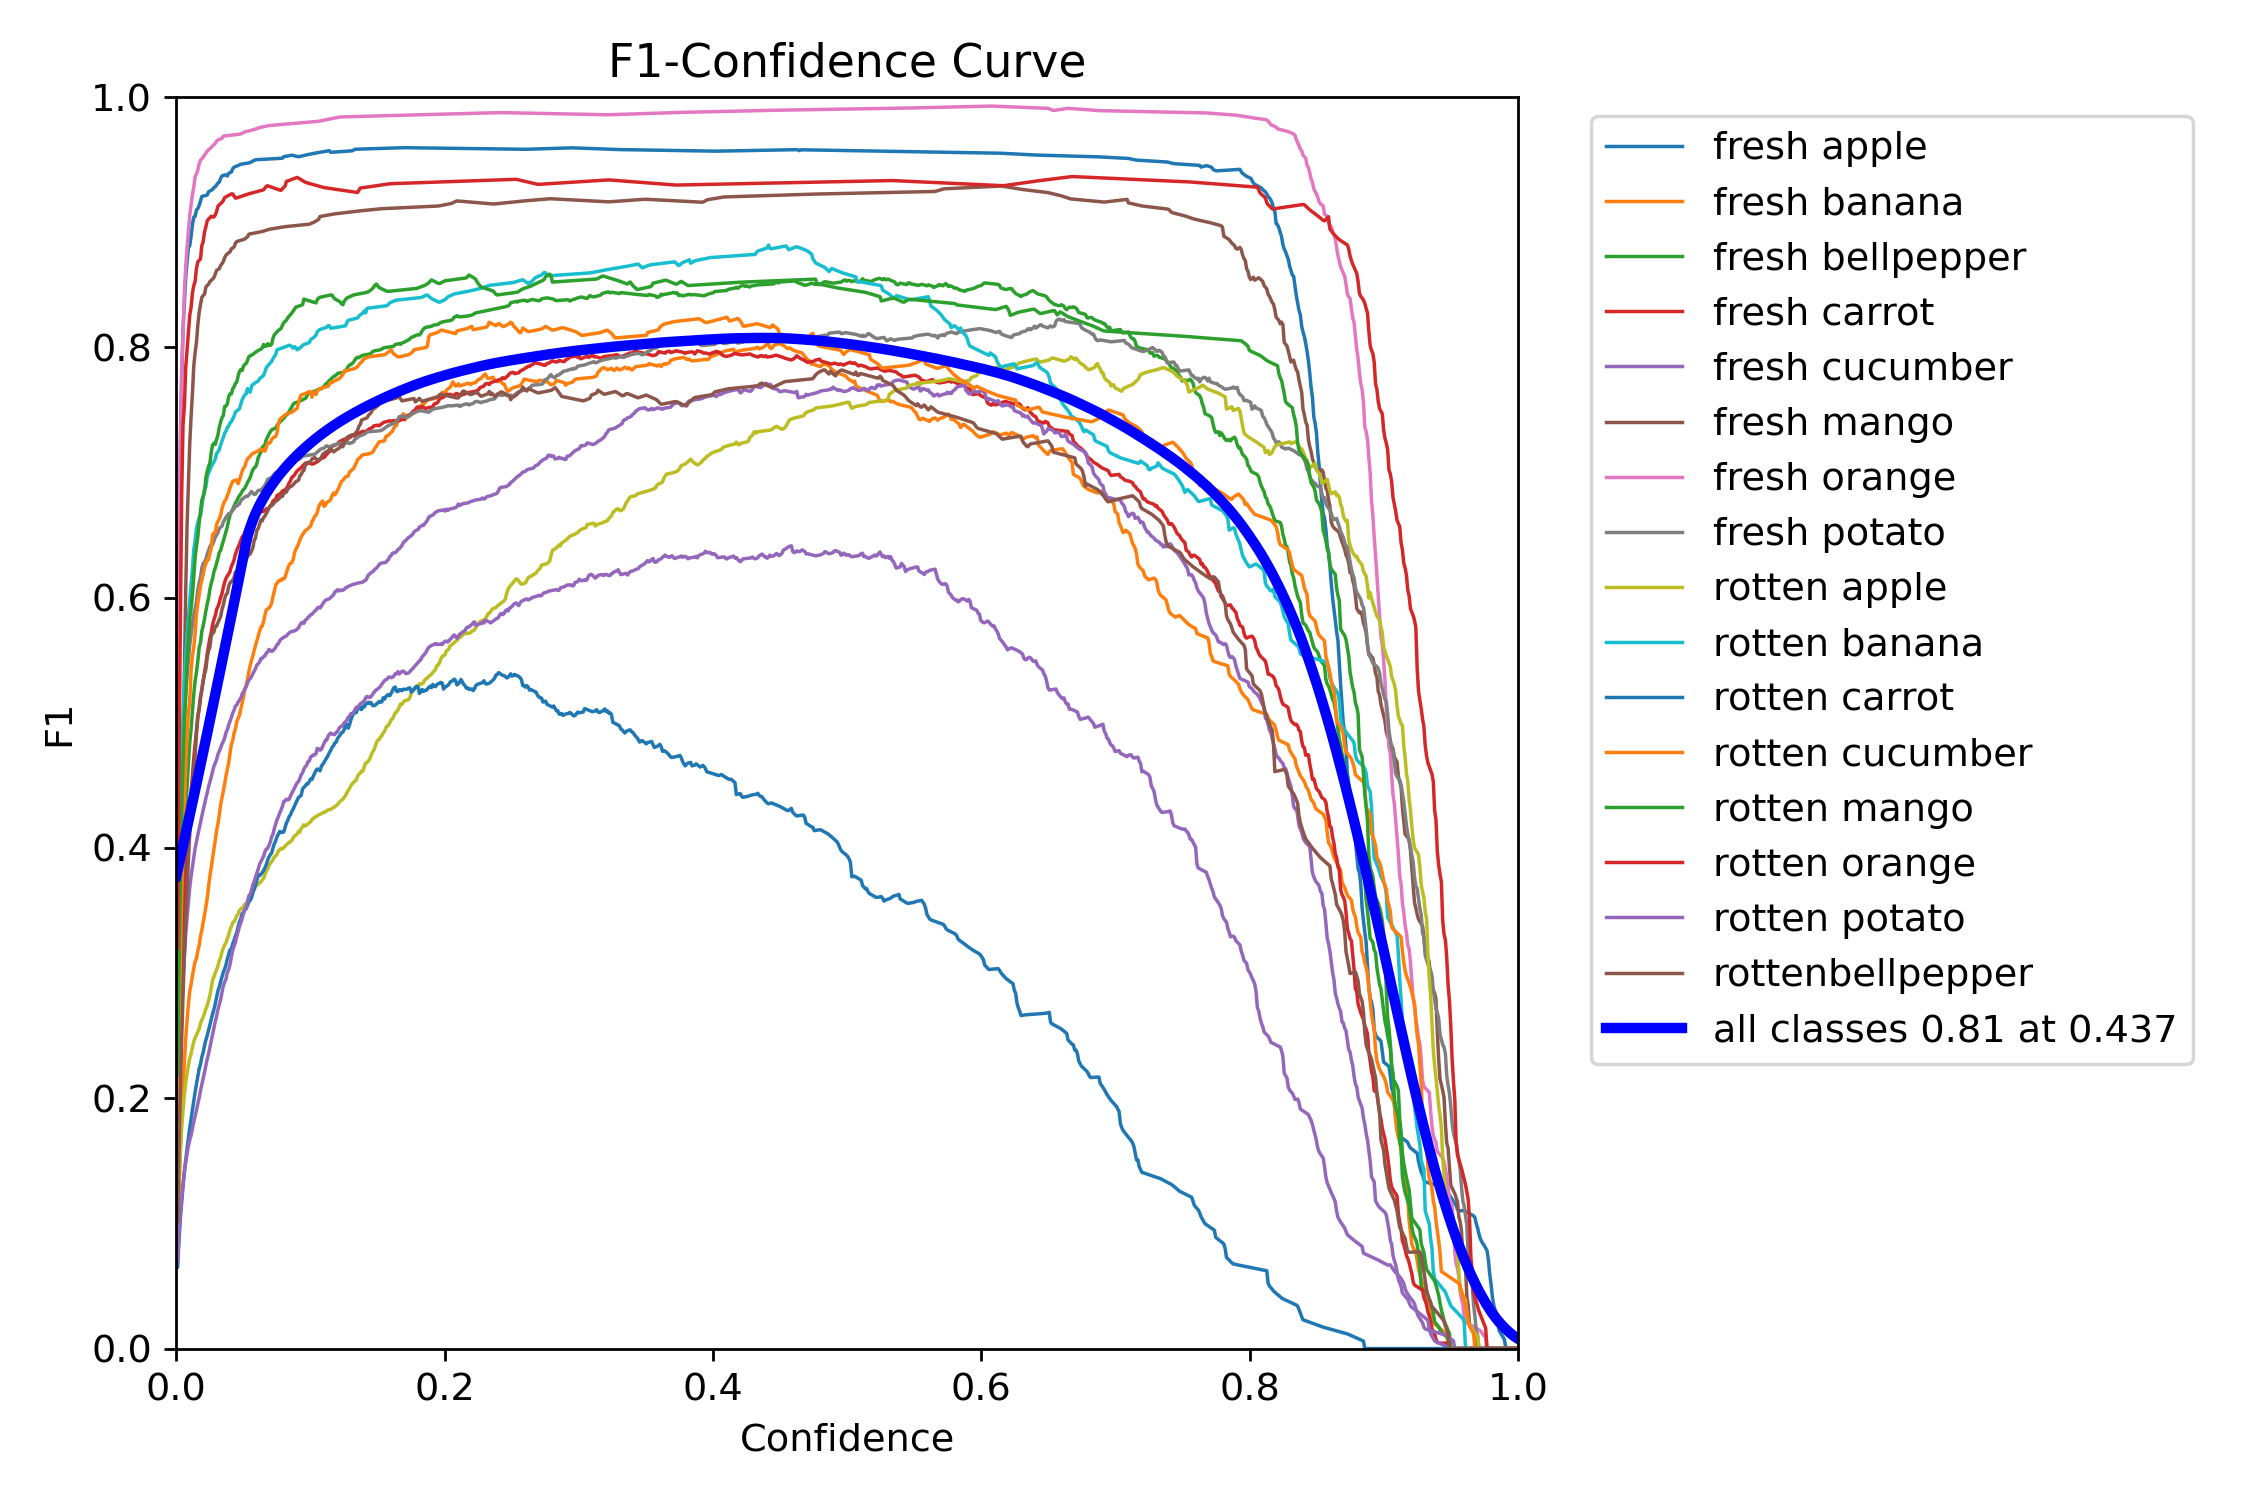 F1-Confidence Curve
1.0
0.8
0.6
0.4
0.2
0.0
F1
0.0 0.2 0.4 0.6 0.8 1.0
Confidence
fresh apple
fresh banana
fresh bellpepper
fresh carrot
fresh cucumber
fresh mango
fresh orange
fresh potato
rotten apple
rotten banana
rotten carrot
rotten cucumber
rotten mango
rotten orange
rotten potato
rottenbellpepper
all classes 0.81 at 0.437